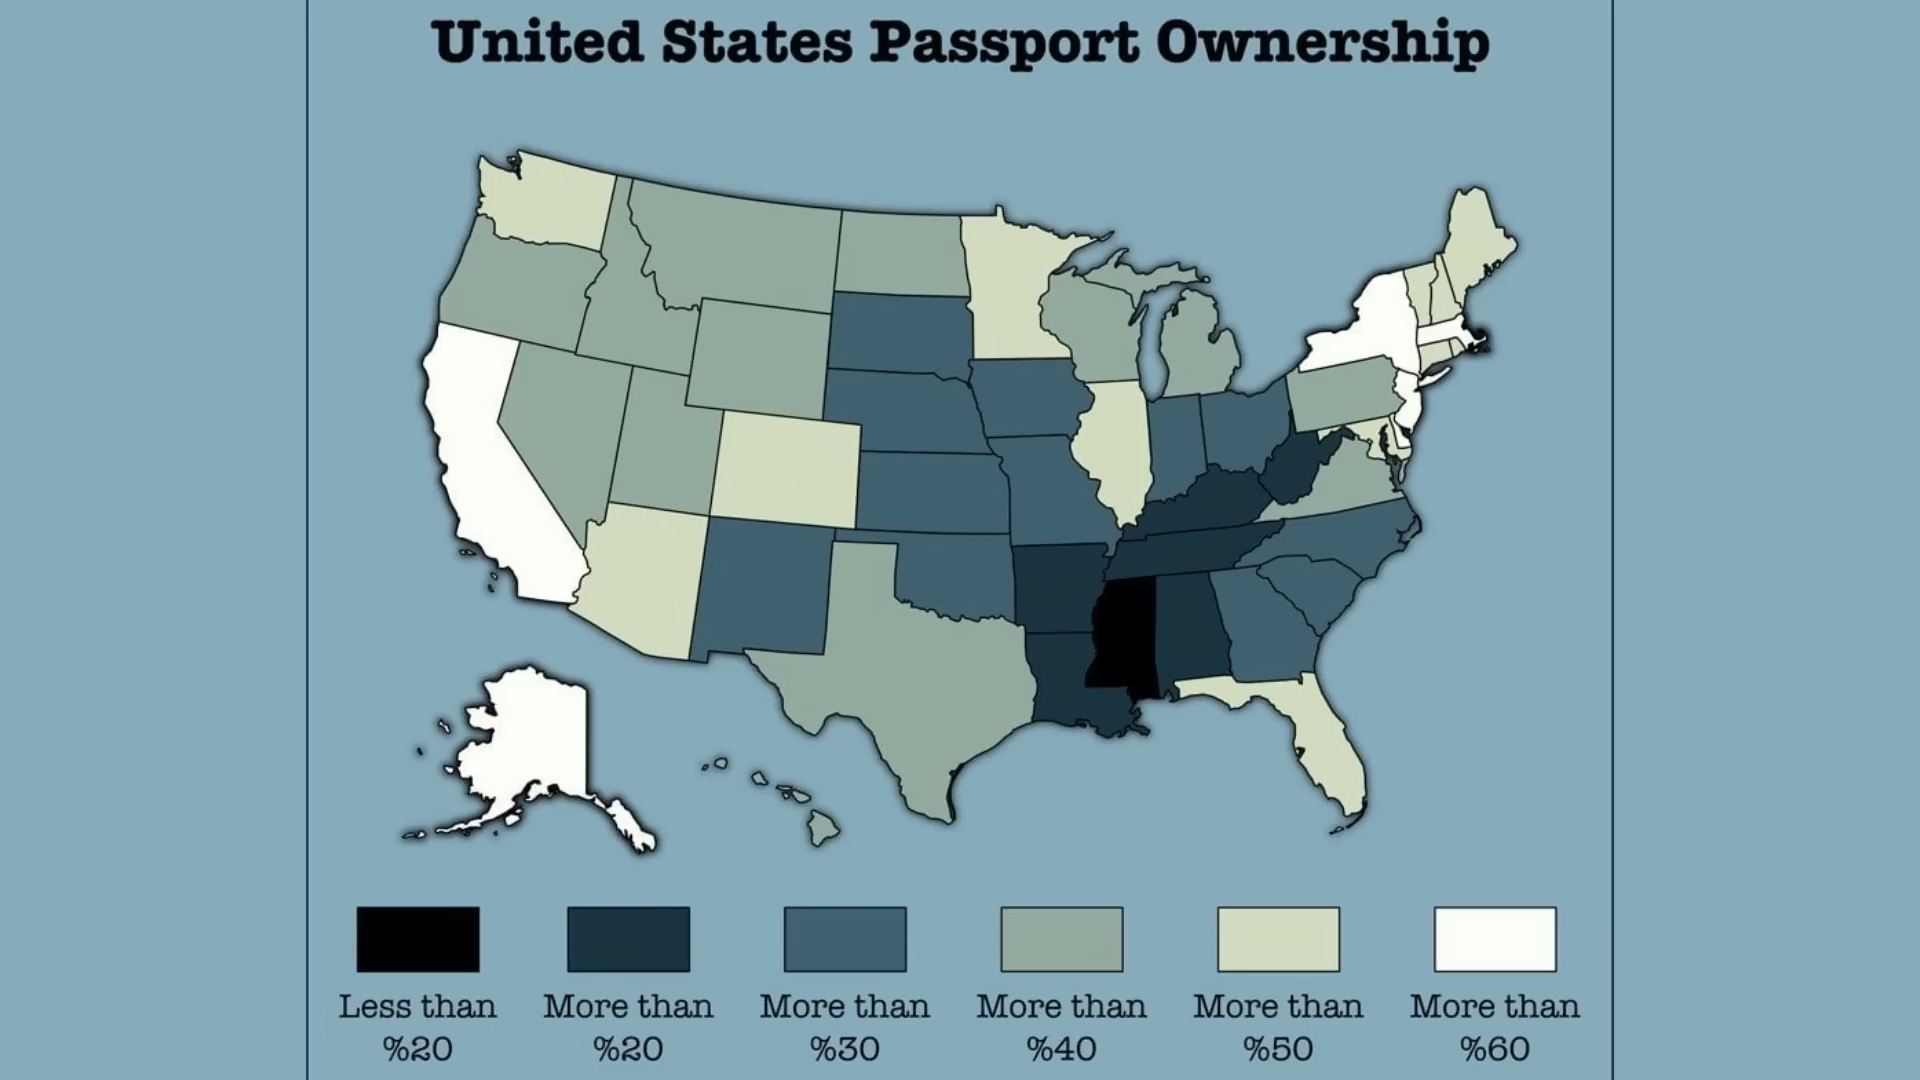 United States Passport Ownership
Less than
%20
More than
%20
More than
%30
More than
%40
More than
%50
More than
%60